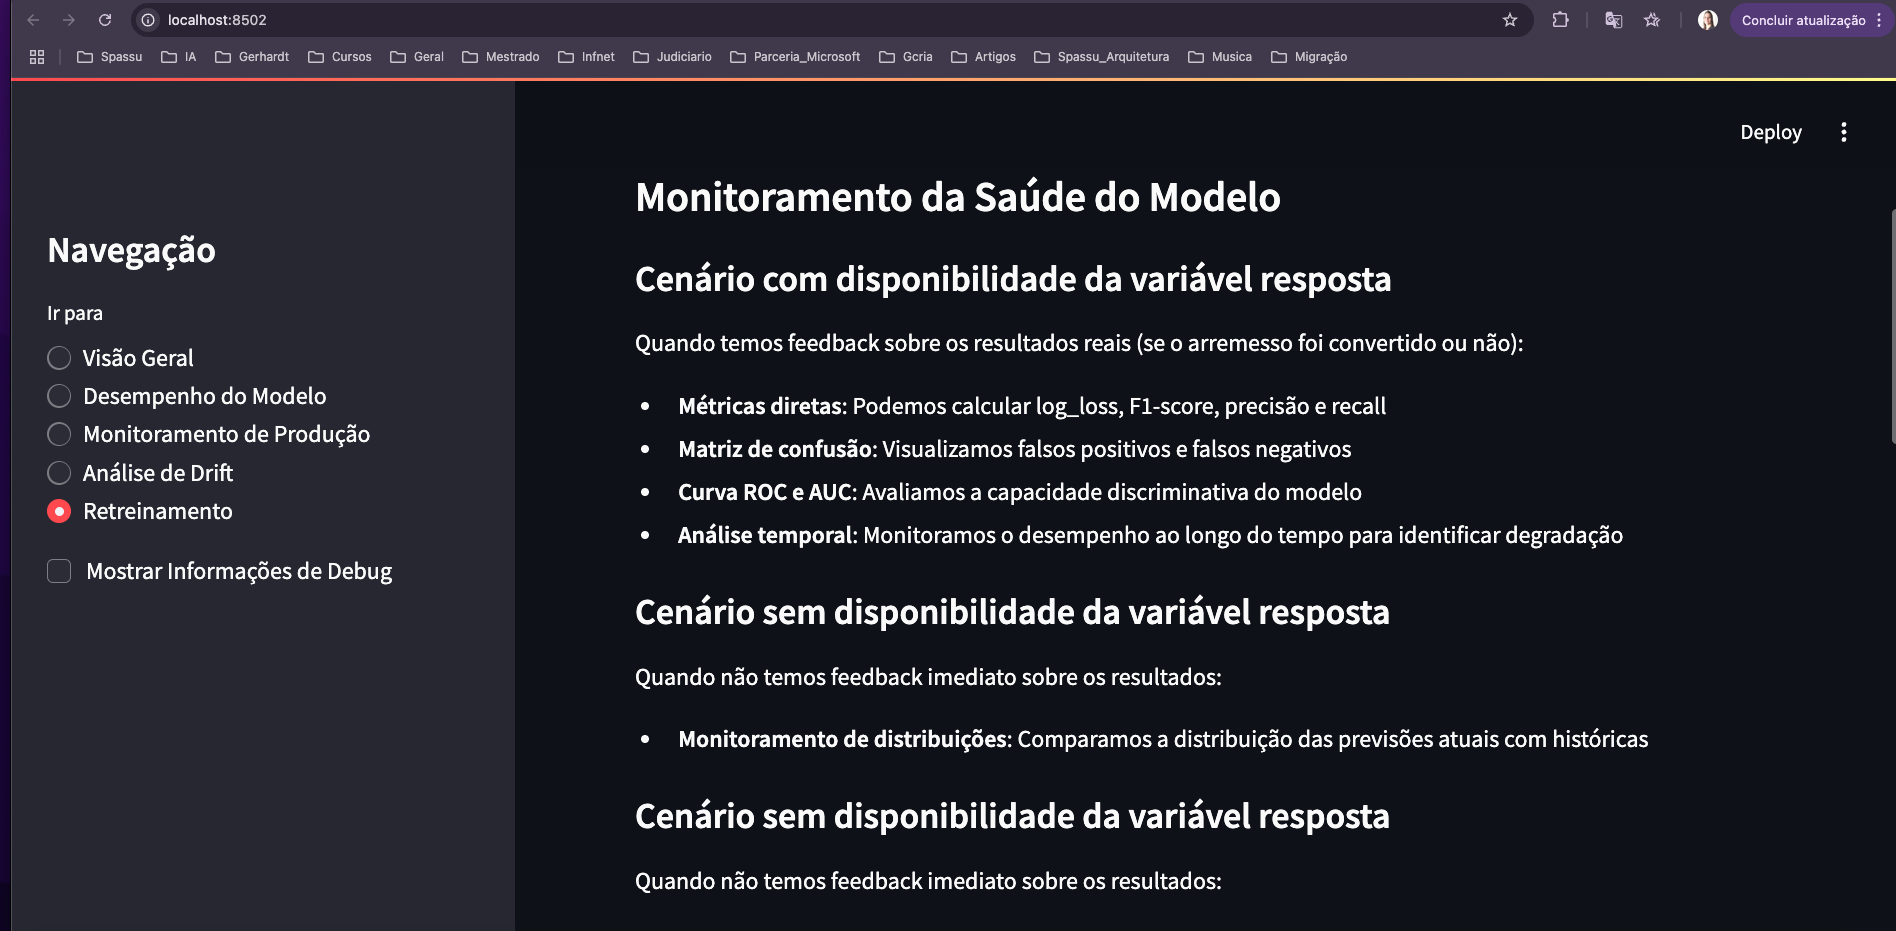 localhost:8502
Concluir atualização
Spassu IA Gerhardt Cursos Geral Mestrado Infnet Judiciario Parceria_Microsoft Gcria Artigos Spassu_Arquitetura Musica Migração
Deploy
Navegação
Ir para
Visão Geral
Desempenho do Modelo
Monitoramento de Produção
Análise de Drift
Retreinamento
Mostrar Informações de Debug
Monitoramento da Saúde do Modelo
Cenário com disponibilidade da variável resposta
Quando temos feedback sobre os resultados reais (se o arremesso foi convertido ou não):
• Métricas diretas: Podemos calcular log_loss, F1-score, precisão e recall
• Matriz de confusão: Visualizamos falsos positivos e falsos negativos
• Curva ROC e AUC: Avaliamos a capacidade discriminativa do modelo
• Análise temporal: Monitoramos o desempenho ao longo do tempo para identificar degradação
Cenário sem disponibilidade da variável resposta
Quando não temos feedback imediato sobre os resultados:
• Monitoramento de distribuições: Comparamos a distribuição das previsões atuais com históricas
Cenário sem disponibilidade da variável resposta
Quando não temos feedback imediato sobre os resultados: